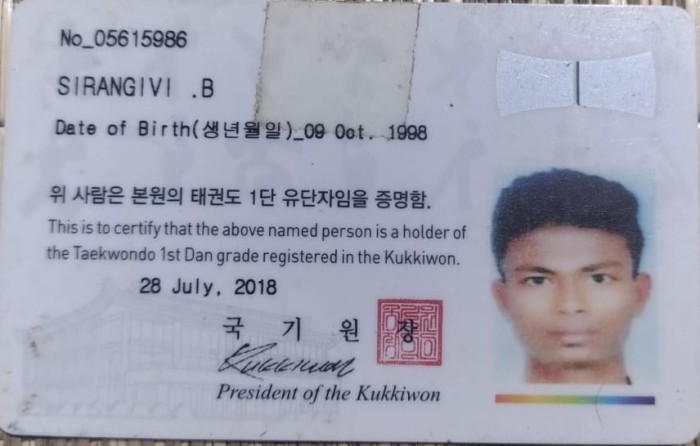 No_05615986
SIRANGIVI .B
Date of Birth(생년월일)_09 Oct. 1998
위 사람은 본원의 태권도 1단 유단자임을 증명함.
This is to certify that the above named person is a holder of
the Taekwondo 1st Dan grade registered in the Kukkiwon.
28 July, 2018
국 기 원 장
Kukkiwon
President of the Kukkiwon